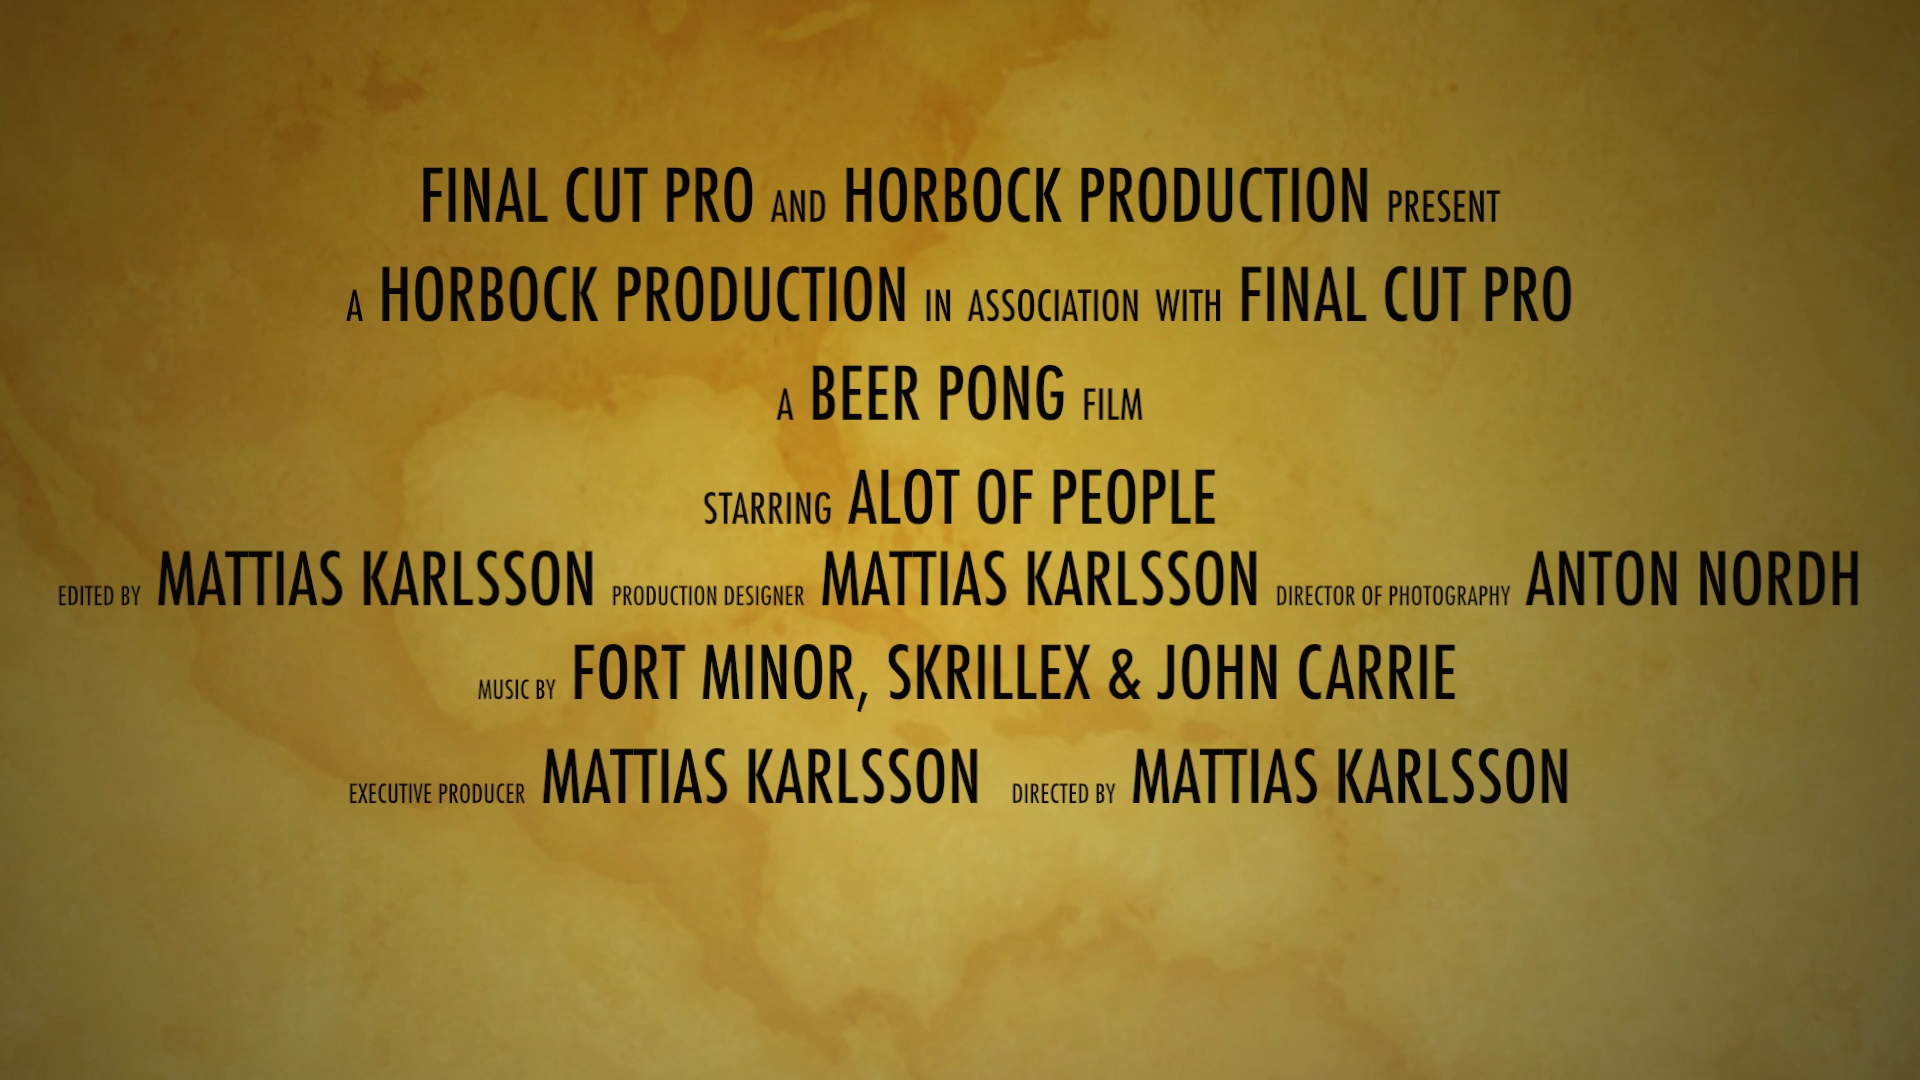 FINAL CUT PRO AND HORBOCK PRODUCTION PRESENT
A HORBOCK PRODUCTION IN ASSOCIATION WITH FINAL CUT PRO
A BEER PONG FILM
STARRING ALOT OF PEOPLE
EDITED BY MATTIAS KARLSSON PRODUCTION DESIGNER MATTIAS KARLSSON DIRECTOR OF PHOTOGRAPHY ANTON NORDH
MUSIC BY FORT MINOR, SKRILLEX & JOHN CARRIE
EXECUTIVE PRODUCER MATTIAS KARLSSON DIRECTED BY MATTIAS KARLSSON